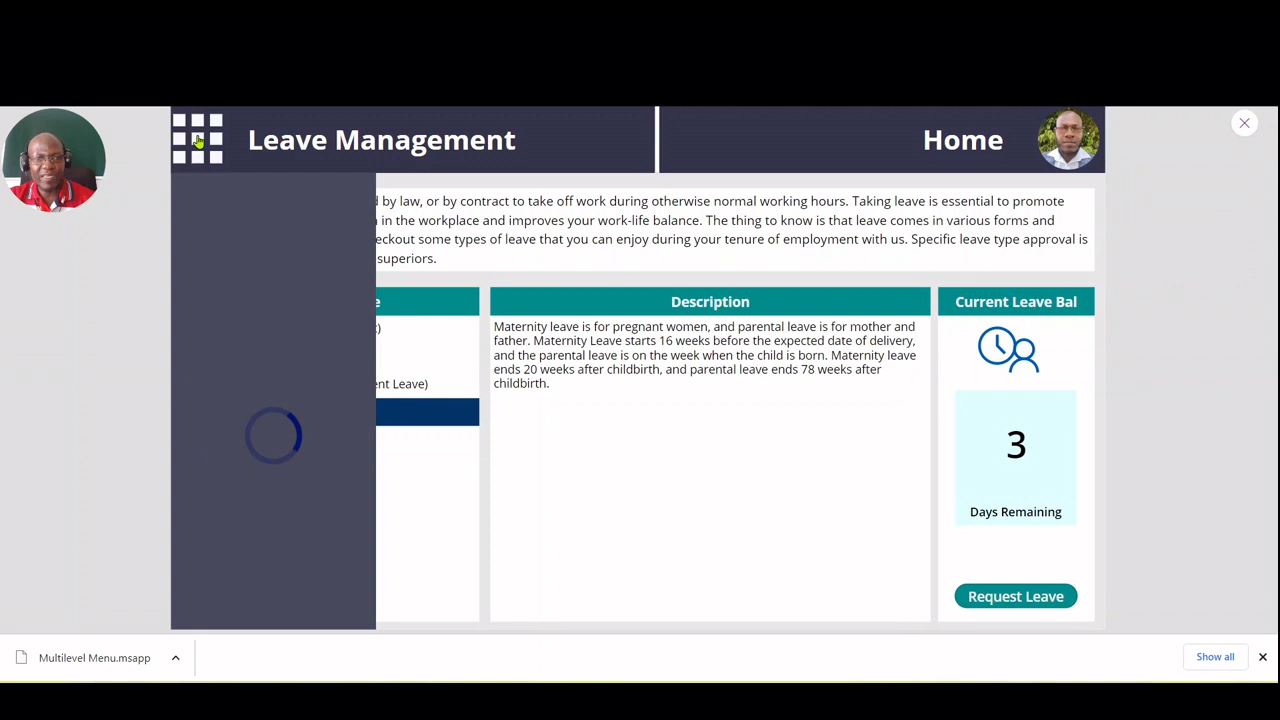 Leave Management
Home
d by law, or by contract to take off work during otherwise normal working hours. Taking leave is essential to promote
in the workplace and improves your work-life balance. The thing to know is that leave comes in various forms and
eckout some types of leave that you can enjoy during your tenure of employment with us. Specific leave type approval is
superiors.
e
Description
Current Leave Bal
ent Leave)
Maternity leave is for pregnant women, and parental leave is for mother and
father. Maternity Leave starts 16 weeks before the expected date of delivery,
and the parental leave is on the week when the child is born. Maternity leave
ends 20 weeks after childbirth, and parental leave ends 78 weeks after
childbirth.
3
Days Remaining
Request Leave
Multilevel Menu.msapp
Show all